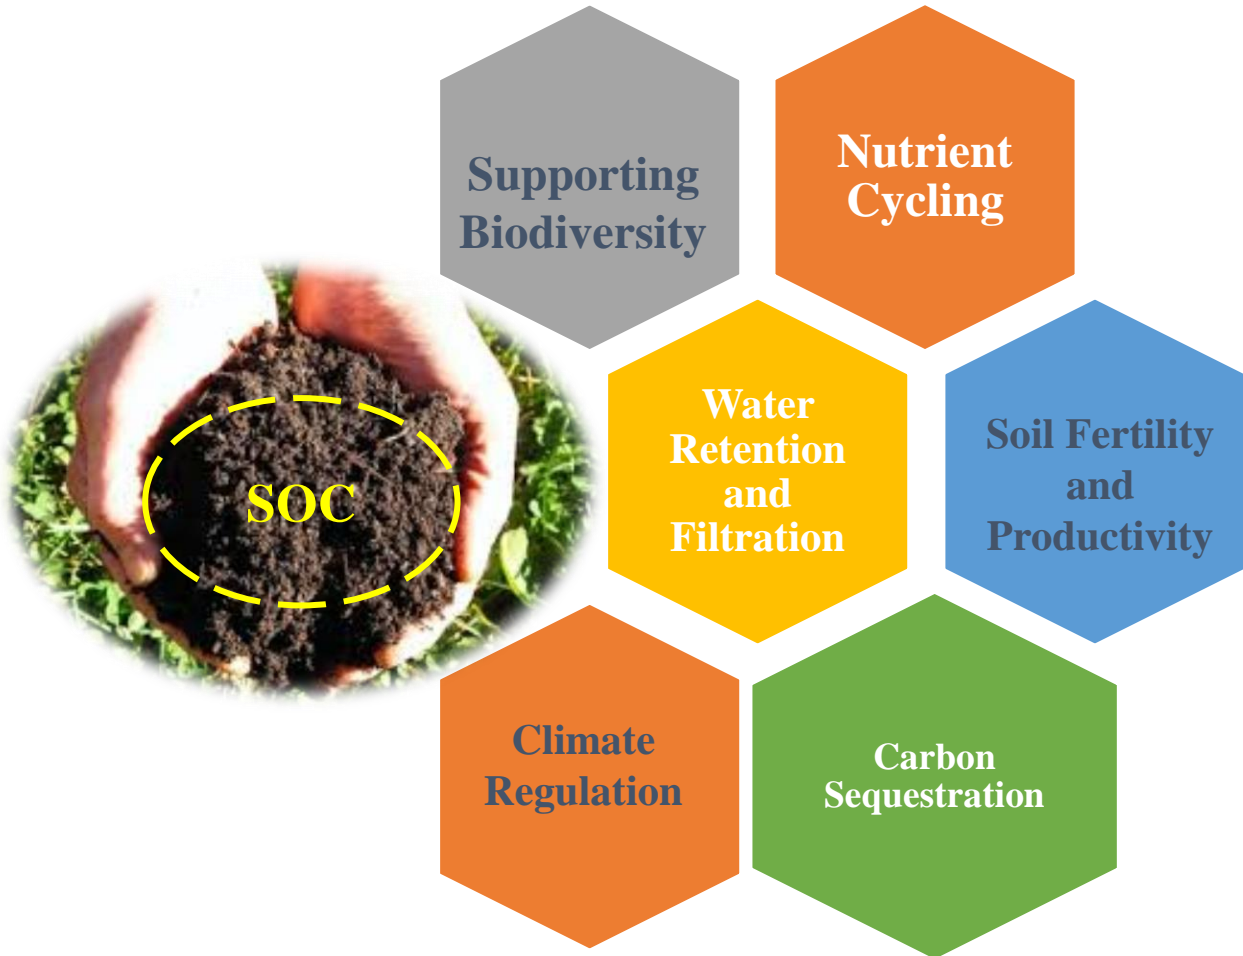 Supporting
Biodiversity
Nutrient
Cycling
SOC
Water
Retention
and
Filtration
Soil Fertility
and
Productivity
Climate
Regulation
Carbon
Sequestration